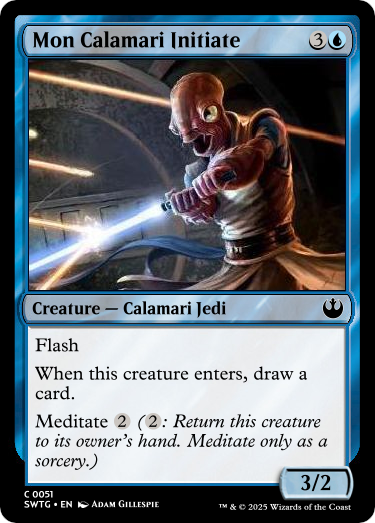 Mon Calamari Initiate 3
Creature — Calamari Jedi
Flash
When this creature enters, draw a
card.
Meditate 2 (2: Return this creature
to its owner's hand. Meditate only as a
sorcery.)
3/2
C 0051
SWTG • EN Adam Gillespie
™ & © 2025 Wizards of the Coast